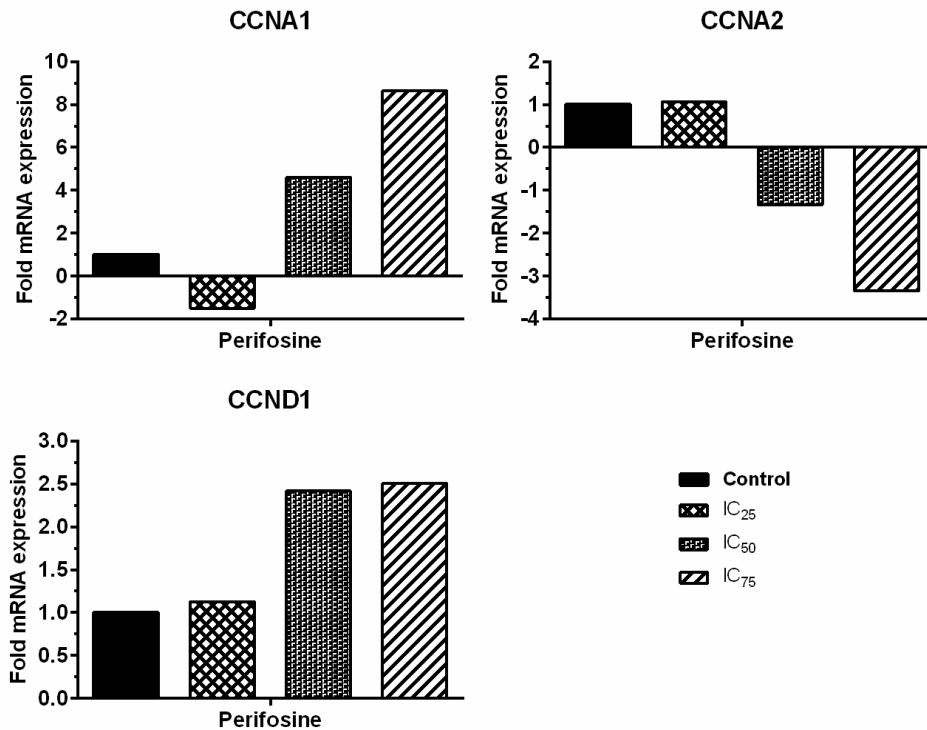 CCNA1
Fold mRNA expression
10
8
6
4
2
0
-2
Perifosine
CCNA2
Fold mRNA expression
2
1
0
-1
-2
-3
-4
Perifosine
CCND1
Fold mRNA expression
3.0
2.5
2.0
1.5
1.0
0.5
0.0
Perifosine
Control
IC25
IC50
IC75